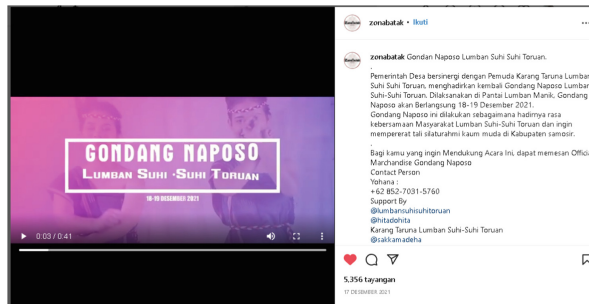 zonabatak • Ikuti
zonabatak Gondan Naposo Lumban Suhi Suhi Toruan.
.
Pemerintah Desa bersinergi dengan Pemuda Karang Taruna Lumban
Suhi Suhi Toruan, menghadirkan kembali Gondang Naposo Lumban
Suhi-Suhi Toruan. Dilaksanakan di Pantai Lumban Manik, Gondang
Naposo akan Berlangsung 18-19 Desember 2021.
Gondang Naposo ini dilakukan sebagaimana hadirnya rasa
kebersamaan Masyarakat Lumban Suhi-Suhi Toruan dan ingin
mempererat tali silaturahmi kaum muda di Kabupaten samosir.
.
Bagi kamu yang ingin Mendukung Acara Ini, dapat memesan Offici
Marchandise Gondang Naposo
Contact Person
Yohana :
+62 852-7031-5760
Support By
@lumbansuhisuhitoruan
@hitadohita
Karang Taruna Lumban Suhi-Suhi Toruan
@sakkamadeha
GONDANG NAPOSO
LUMBAN SUHI -SUHI TORUAN
18-19 DESEMBER 2021
0:03 / 0:41
5,356 tayangan
17 DESEMBER 2021